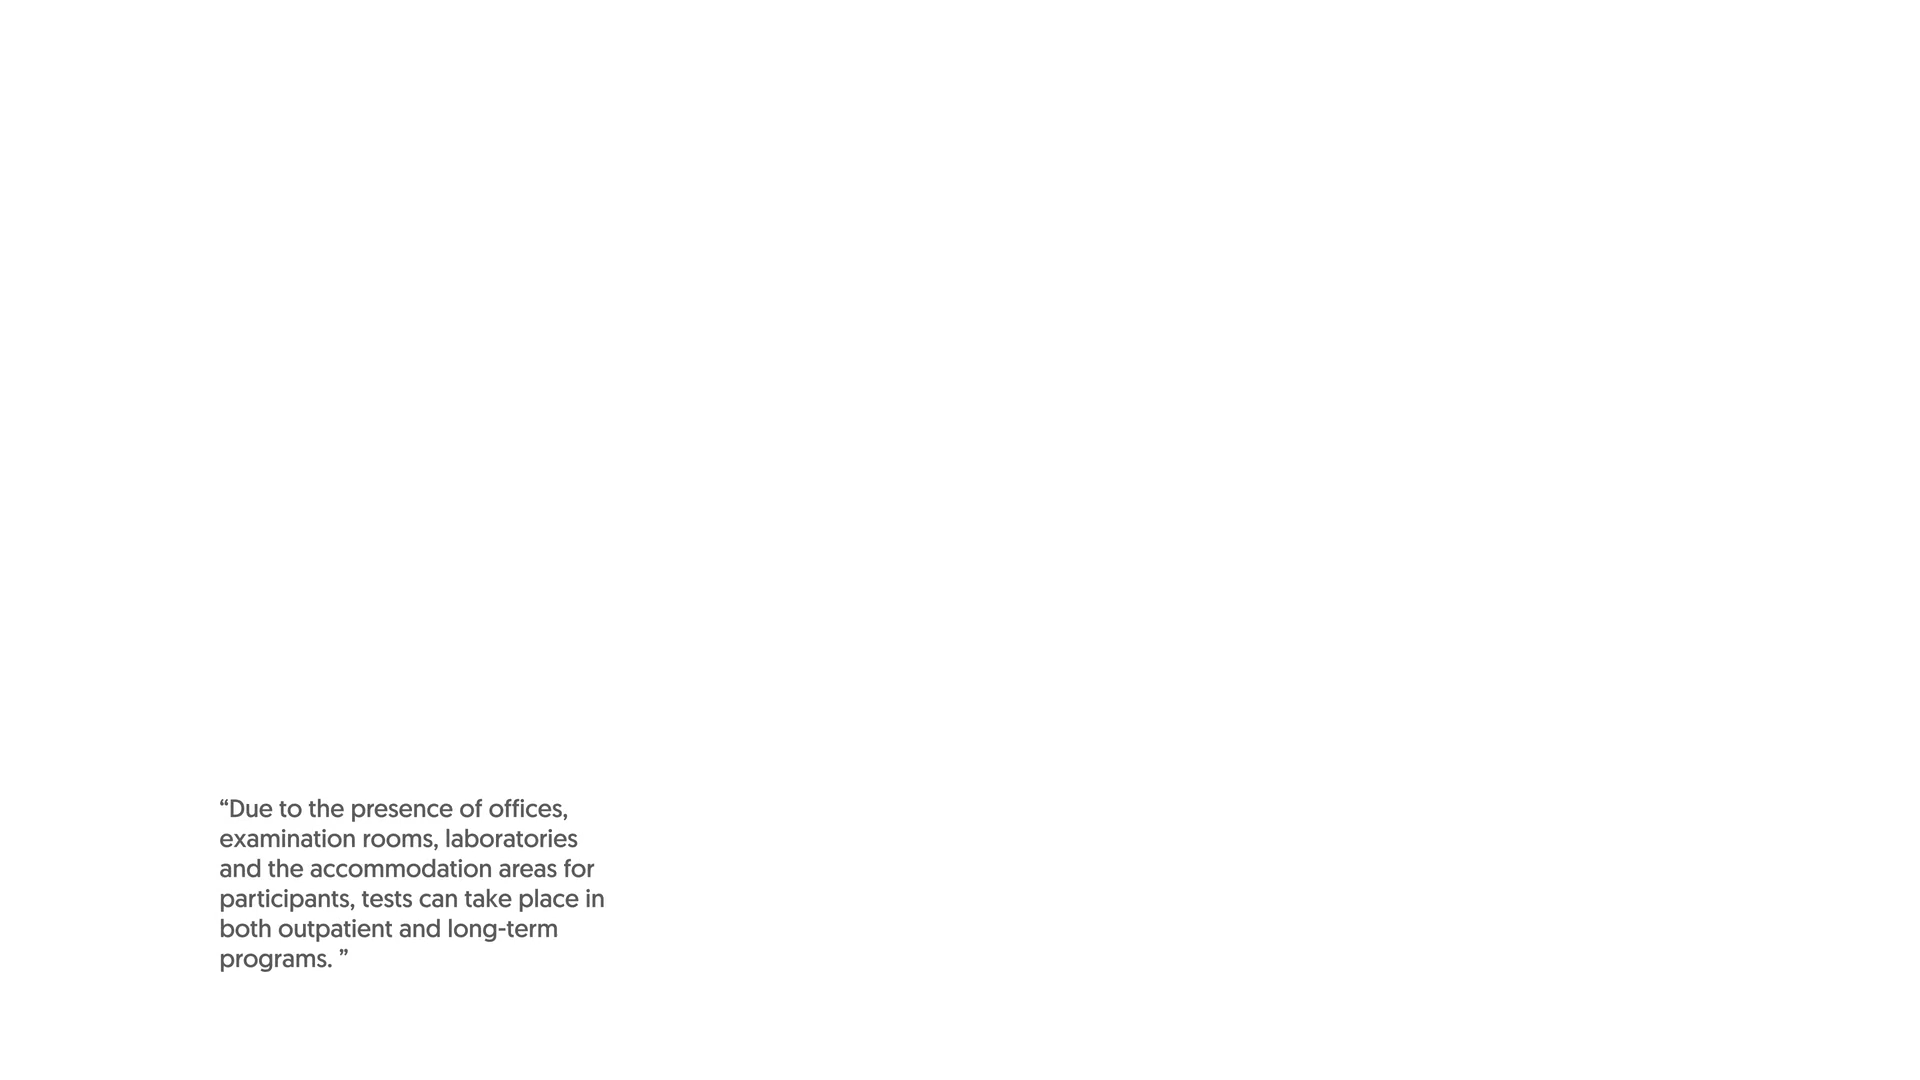 “Due to the presence of offices,
examination rooms, laboratories
and the accommodation areas for
participants, tests can take place in
both outpatient and long-term
programs. ”